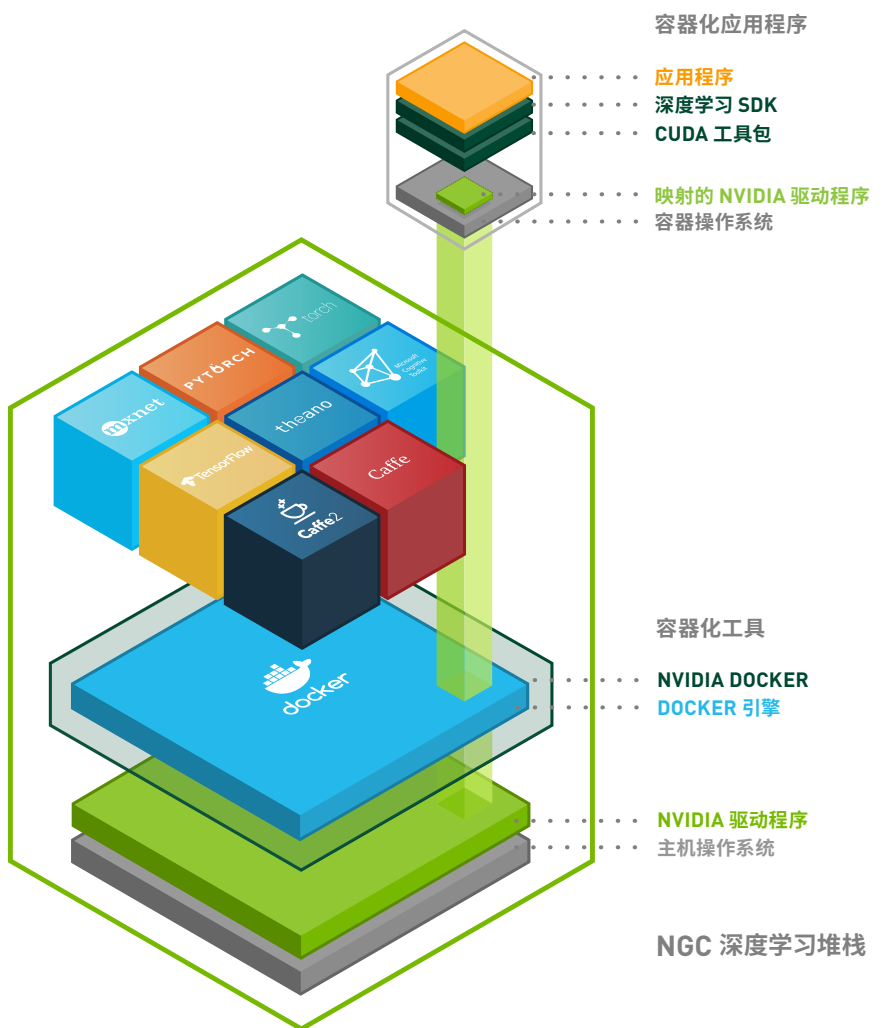 容器化应用程序
应用程序
深度学习 SDK
CUDA 工具包
映射的 NVIDIA 驱动程序
容器操作系统
torch
PYTORCH
Microsoft
Cognitive
Toolkit
mxnet
theano
TensorFlow
Caffe
Caffe2
docker
容器化工具
NVIDIA DOCKER
DOCKER 引擎
NVIDIA 驱动程序
主机操作系统
NGC 深度学习堆栈